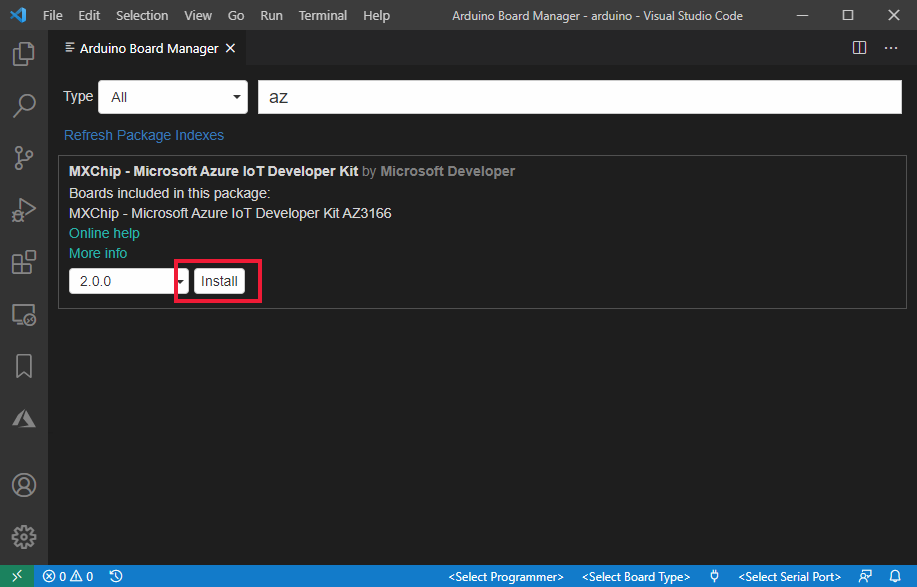 File Edit Selection View Go Run Terminal Help Arduino Board Manager - arduino - Visual Studio Code
Arduino Board Manager
Type All az
Refresh Package Indexes
MXChip - Microsoft Azure IoT Developer Kit by Microsoft Developer
Boards included in this package:
MXChip - Microsoft Azure IoT Developer Kit AZ3166
Online help
More info
2.0.0 Install
0 0 <Select Programmer> <Select Board Type> <Select Serial Port>